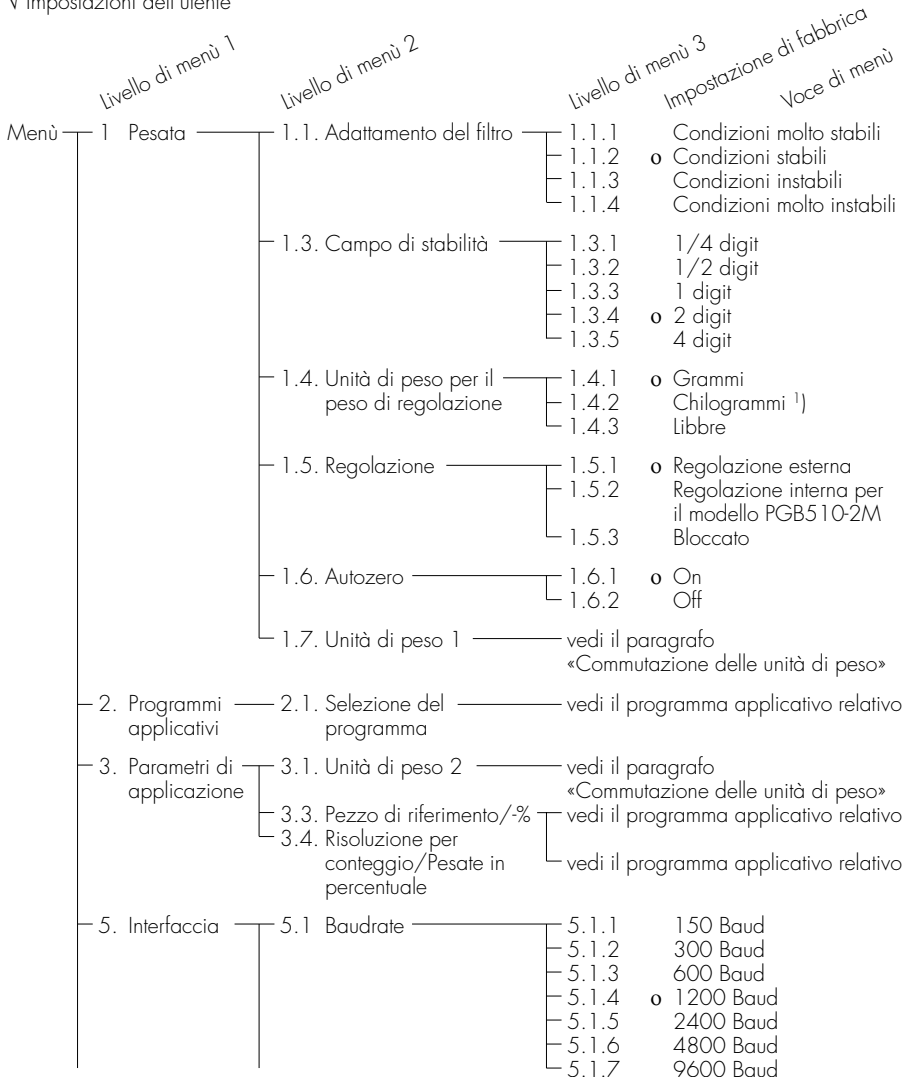 √ Impostazioni dell'utente
Livello di menù 1 Livello di menù 2 Livello di menù 3 Impostazione di fabbrica Voce di menù
Menù 1 Pesata 1.1. Adattamento del filtro 1.1.1 Condizioni molto stabili
1.1.2 o Condizioni stabili
1.1.3 Condizioni instabili
1.1.4 Condizioni molto instabili
1.3. Campo di stabilità 1.3.1 1/4 digit
1.3.2 1/2 digit
1.3.3 1 digit
1.3.4 o 2 digit
1.3.5 4 digit
1.4. Unità di peso per il 1.4.1 o Grammi
peso di regolazione 1.4.2 Chilogrammi 1)
1.4.3 Libbre
1.5. Regolazione 1.5.1 o Regolazione esterna
1.5.2 Regolazione interna per
il modello PGB510-2M
1.5.3 Bloccato
1.6. Autozero 1.6.1 o On
1.6.2 Off
1.7. Unità di peso 1 vedi il paragrafo
«Commutazione delle unità di peso»
2. Programmi 2.1. Selezione del vedi il programma applicativo relativo
applicativi programma
3. Parametri di 3.1. Unità di peso 2 vedi il paragrafo
applicazione «Commutazione delle unità di peso»
3.3. Pezzo di riferimento/-% vedi il programma applicativo relativo
3.4. Risoluzione per
conteggio/Pesate in vedi il programma applicativo relativo
percentuale
5. Interfaccia 5.1 Baudrate 5.1.1 150 Baud
5.1.2 300 Baud
5.1.3 600 Baud
5.1.4 o 1200 Baud
5.1.5 2400 Baud
5.1.6 4800 Baud
5.1.7 9600 Baud